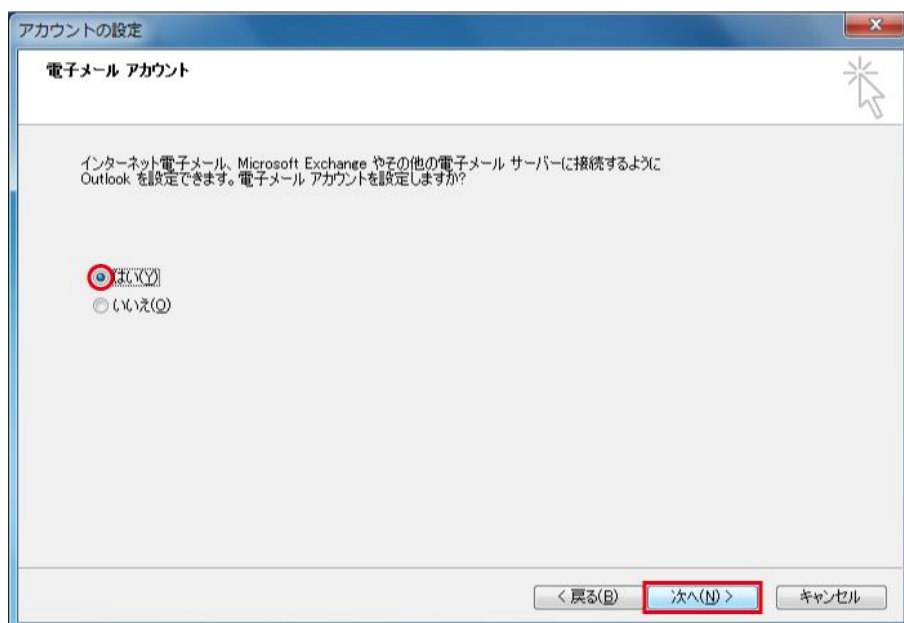 アカウントの設定
電子メール アカウント
インターネット電子メール、Microsoft Exchange やその他の電子メール サーバーに接続するように
Outlook を設定できます。電子メール アカウントを設定しますか?
はい(Y)
いいえ(O)
< 戻る(B)
次へ(N) >
キャンセル